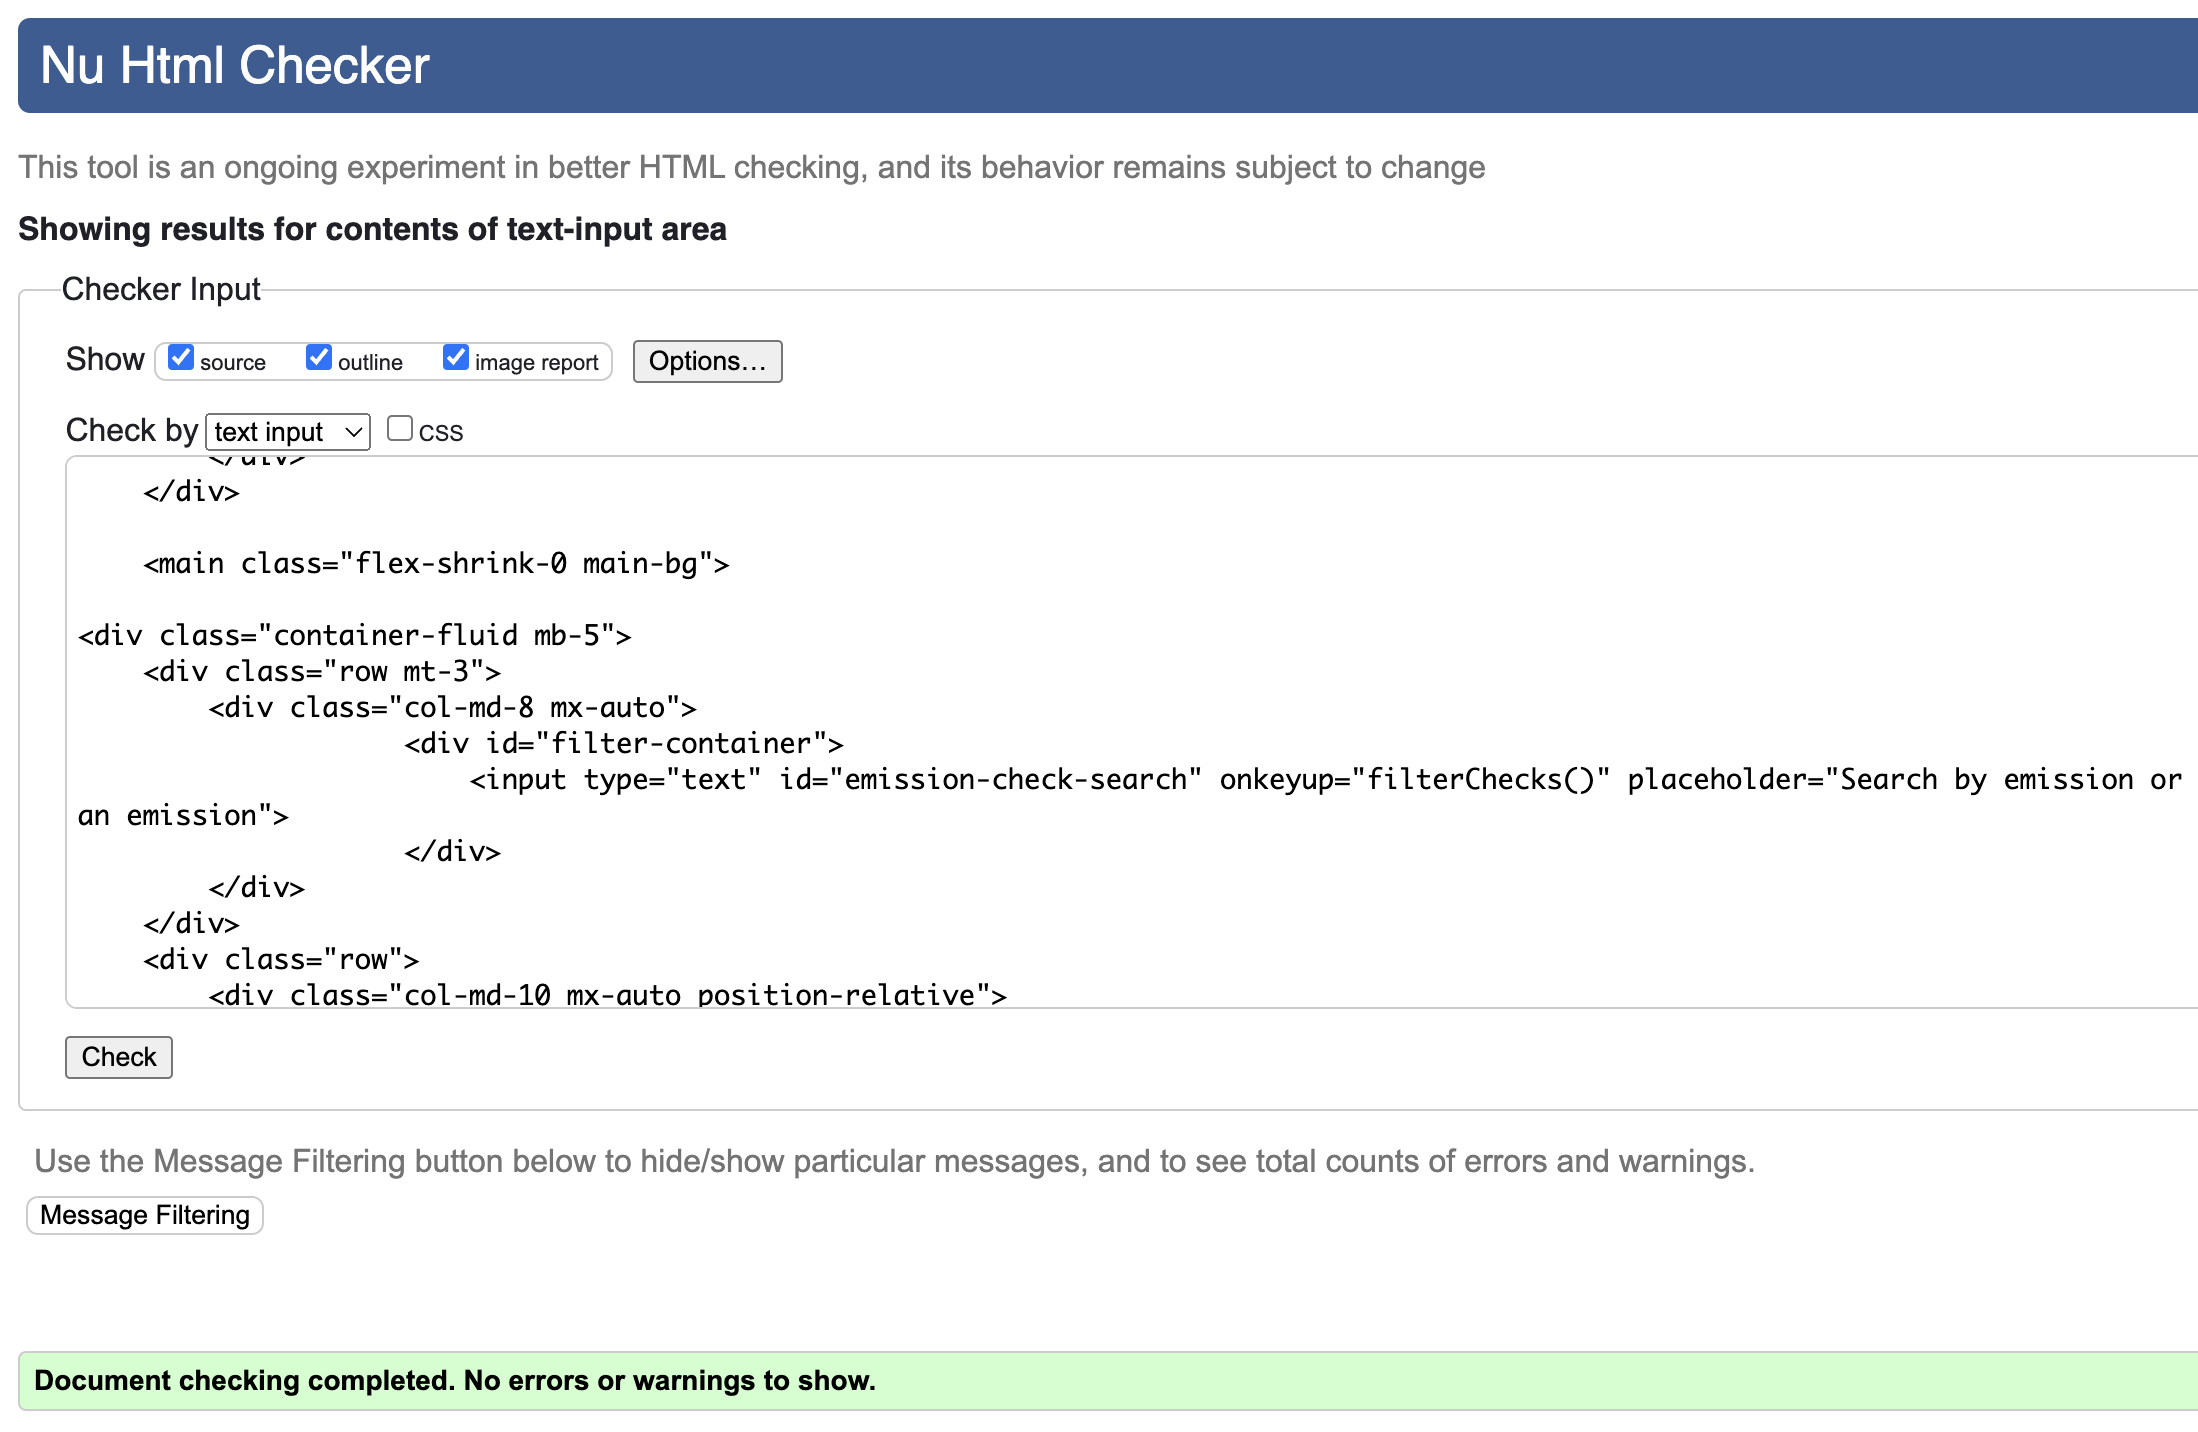 Nu Html Checker
This tool is an ongoing experiment in better HTML checking, and its behavior remains subject to change
Showing results for contents of text-input area
Checker Input
Show source outline image report Options...
Check by text input css
</div>
</div>
<main class="flex-shrink-0 main-bg">
<div class="container-fluid mb-5">
<div class="row mt-3">
<div class="col-md-8 mx-auto">
<div id="filter-container">
<input type="text" id="emission-check-search" onkeyup="filterChecks()" placeholder="Search by emission or
an emission">
</div>
</div>
</div>
<div class="row">
<div class="col-md-10 mx-auto position-relative">
Check
Use the Message Filtering button below to hide/show particular messages, and to see total counts of errors and warnings.
Message Filtering
Document checking completed. No errors or warnings to show.